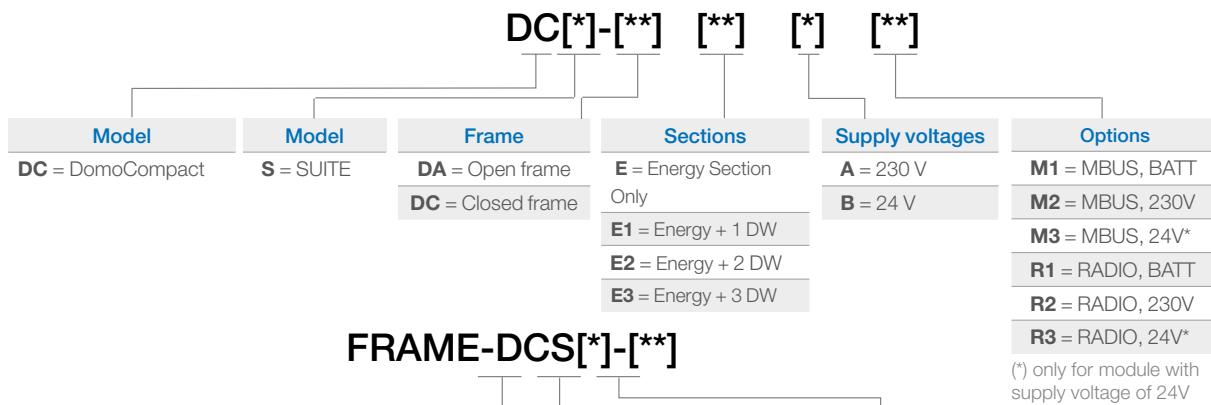 DC[*]-[**] [**] [*] [**]
Model
DC = DomoCompact
Model
S = SUITE
Frame
DA = Open frame
DC = Closed frame
Sections
E = Energy Section
Only
E1 = Energy + 1 DW
E2 = Energy + 2 DW
E3 = Energy + 3 DW
Supply voltages
A = 230 V
B = 24 V
Options
M1 = MBUS, BATT
M2 = MBUS, 230V
M3 = MBUS, 24V*
R1 = RADIO, BATT
R2 = RADIO, 230V
R3 = RADIO, 24V*
(*) only for module with
supply voltage of 24V
FRAME-DCS[*]-[**]